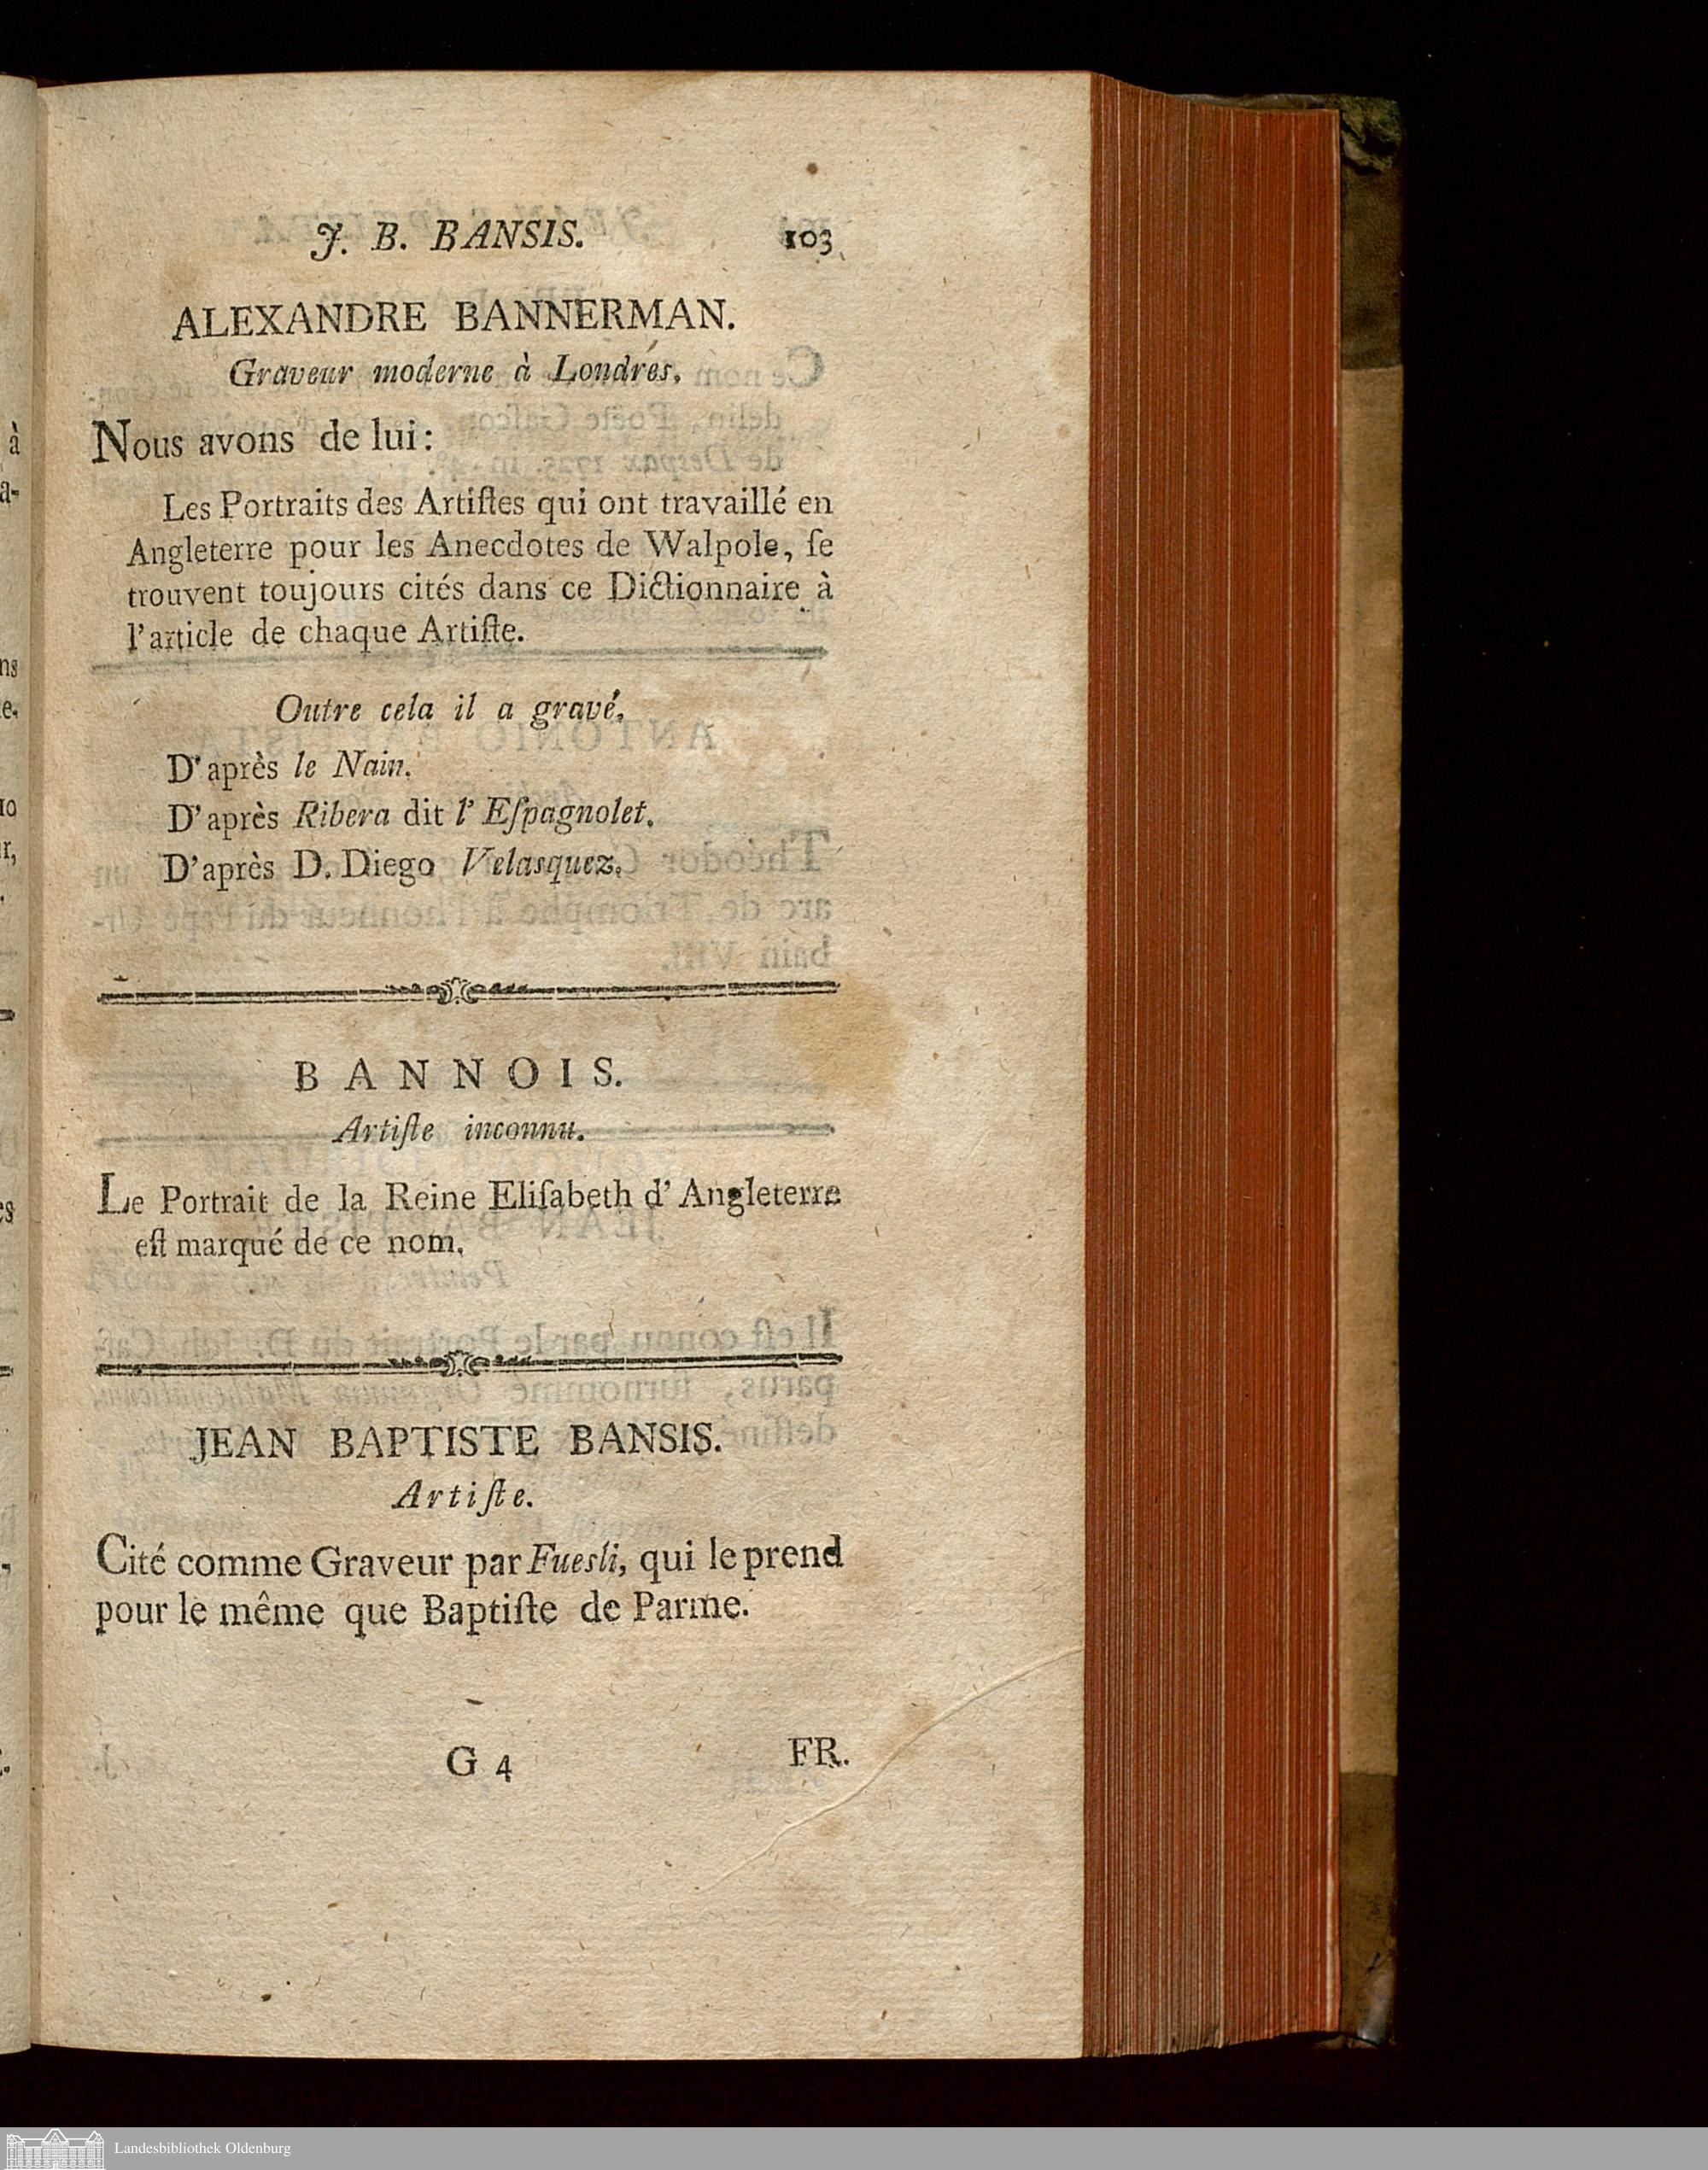 J. B. BANSIS. 103
ALEXANDRE BANNERMAN.
Graveur moderne à Londrés.
Nous avons de lui:
Les Portraits des Artiſtes qui ont travaillé en
Angleterre pour les Anecdotes de Walpole, ſe
trouvent toujours cités dans ce Dictionnaire à
l'article de chaque Artiſte.
Outre cela il a gravé,
D'après le Nain.
D'après Ribera dit l'Eſpagnolet.
D'après D. Diego Velasquez.
BANNOIS.
Artiſte inconnu.
Le Portrait de la Reine Eliſabeth d'Angleterre
eſt marqué de ce nom.
JEAN BAPTISTE BANSIS.
Artiſte.
Cité comme Graveur par Fuesli, qui le prend
pour le même que Baptiſte de Parme.
G 4 FR.
Landesbibliothek Oldenburg